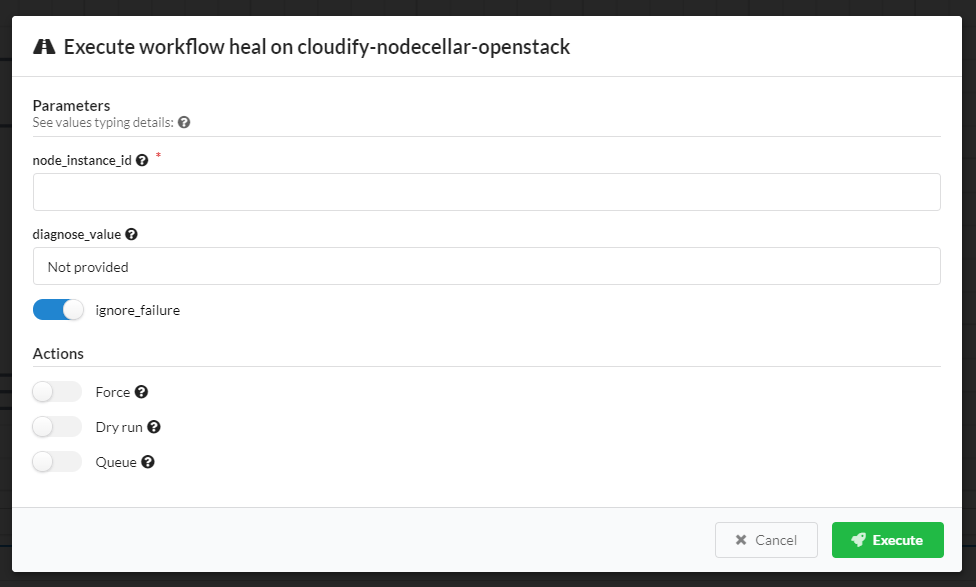 Execute workflow heal on cloudify-nodecellar-openstack
Parameters
See values typing details:
node_instance_id *
diagnose_value
Not provided
ignore_failure
Actions
Force
Dry run
Queue
Cancel
Execute